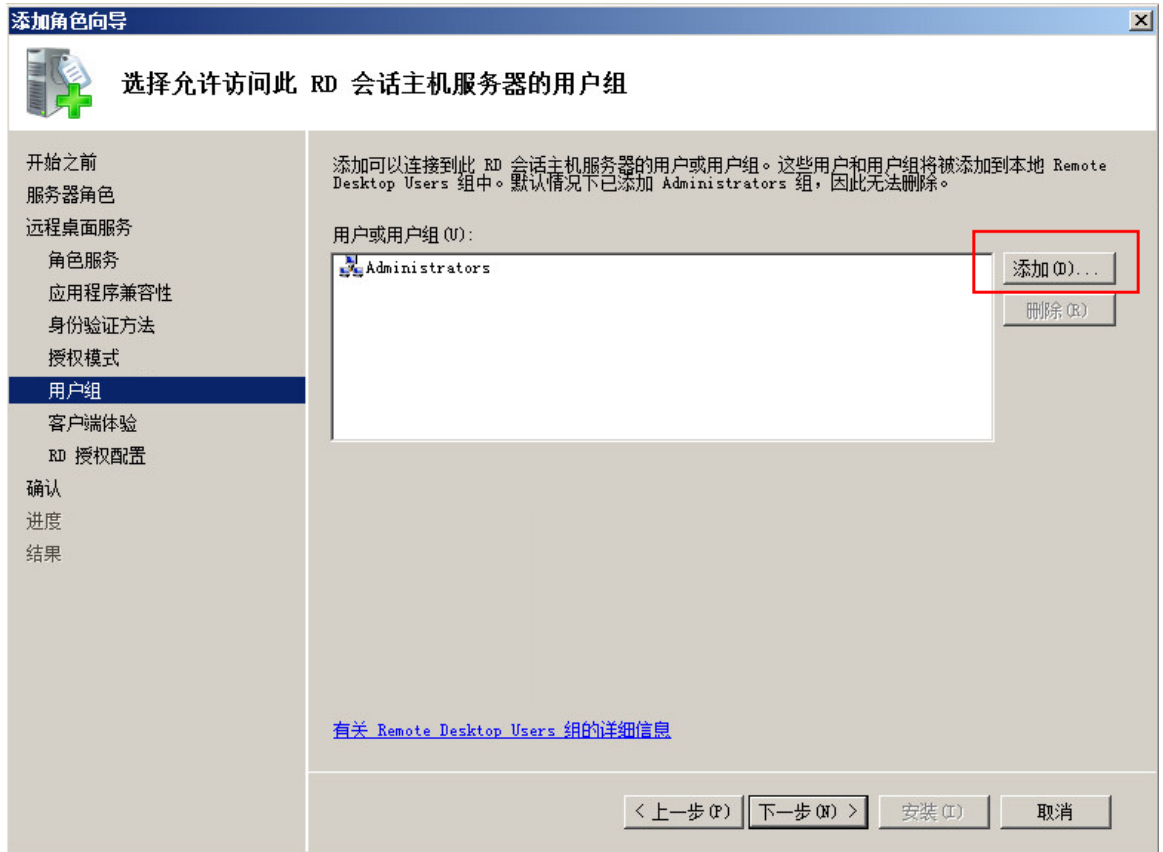 添加角色向导
选择允许访问此 RD 会话主机服务器的用户组
开始之前
服务器角色
远程桌面服务
角色服务
应用程序兼容性
身份验证方法
授权模式
用户组
客户端体验
RD 授权配置
确认
进度
结果
添加可以连接到此 RD 会话主机服务器的用户或用户组。这些用户和用户组将被添加到本地 Remote
Desktop Users 组中。默认情况下已添加 Administrators 组，因此无法删除。
用户或用户组(U):
Administrators
添加(D)...
删除(R)
有关 Remote Desktop Users 组的详细信息
< 上一步(P)
下一步(N) >
安装(I)
取消